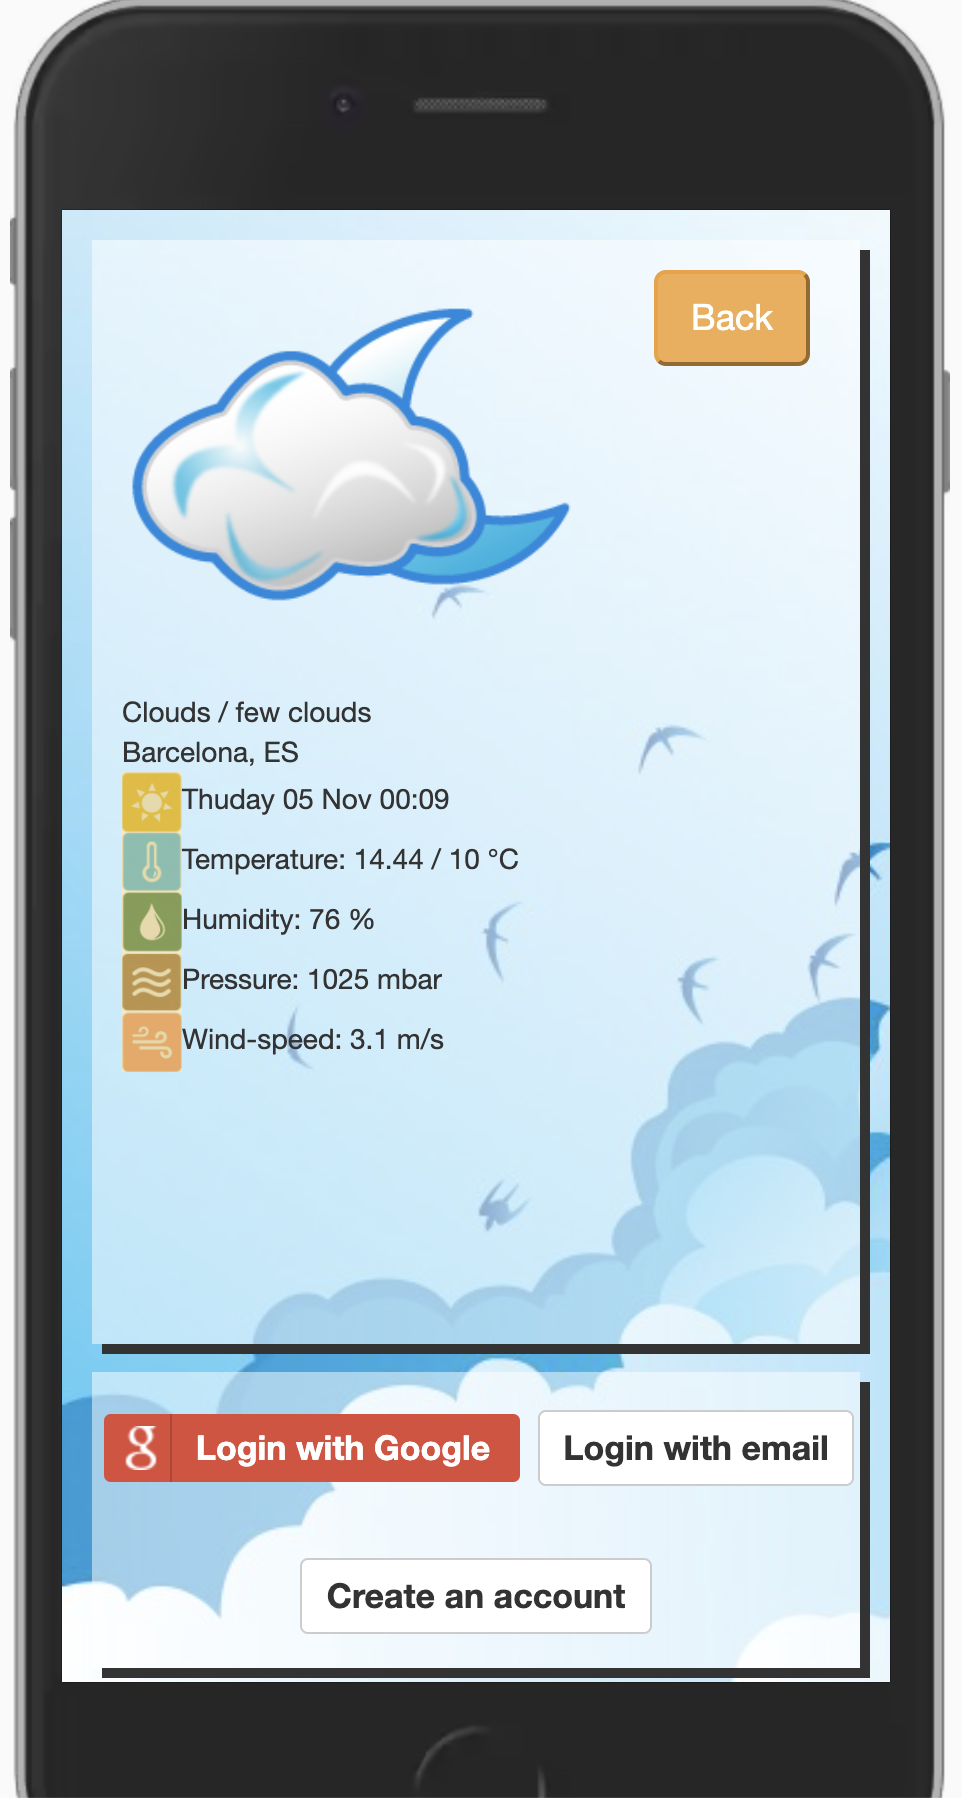 Back
Clouds / few clouds
Barcelona, ES
Thuday 05 Nov 00:09
Temperature: 14.44 / 10 °C
Humidity: 76 %
Pressure: 1025 mbar
Wind-speed: 3.1 m/s
g Login with Google
Login with email
Create an account